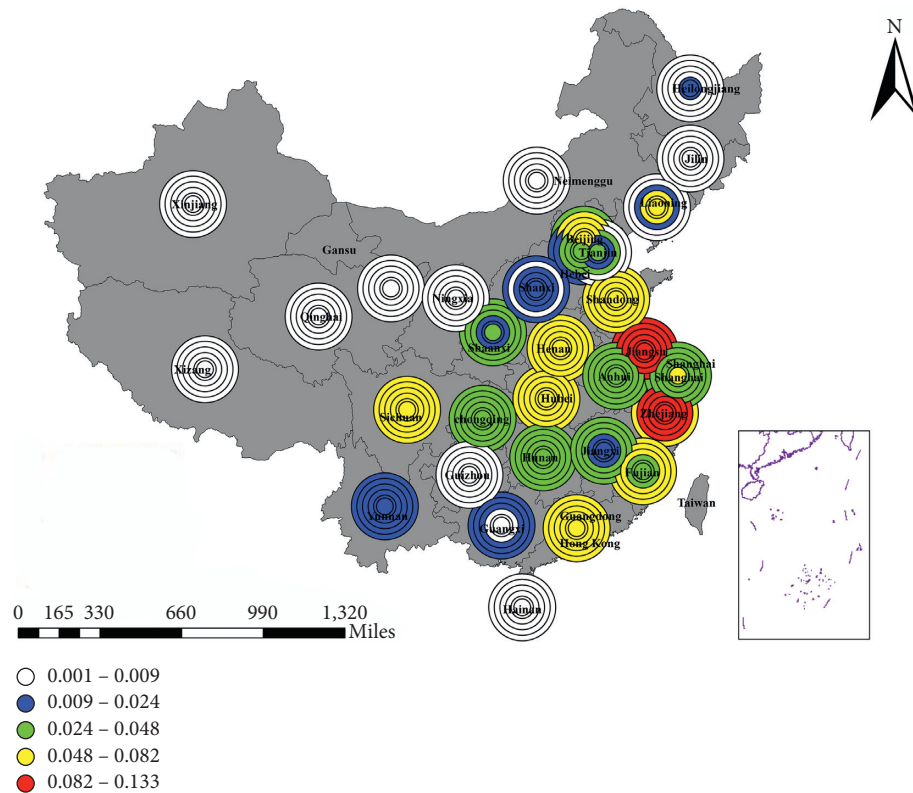 N
Heilongjiang
Jilin
Neimenggu
Xinjiang
Liaoning
Beijing
Gansu
Tianjin
Hebei
Shanxi
Ningxia
Shandong
Qinghai
Shaanxi
Henan
Jiangsu
Shanghai
Xizang
Anhui
Shanghai
Hubei
Sichuan
Zhejiang
chongqing
Jiangxi
Hunan
Fujian
Guizhou
Taiwan
Yunnan
Guangdong
Guangxi
Hong Kong
Hainan
0 165 330 660 990 1,320
Miles
0.001 – 0.009
0.009 – 0.024
0.024 – 0.048
0.048 – 0.082
0.082 – 0.133